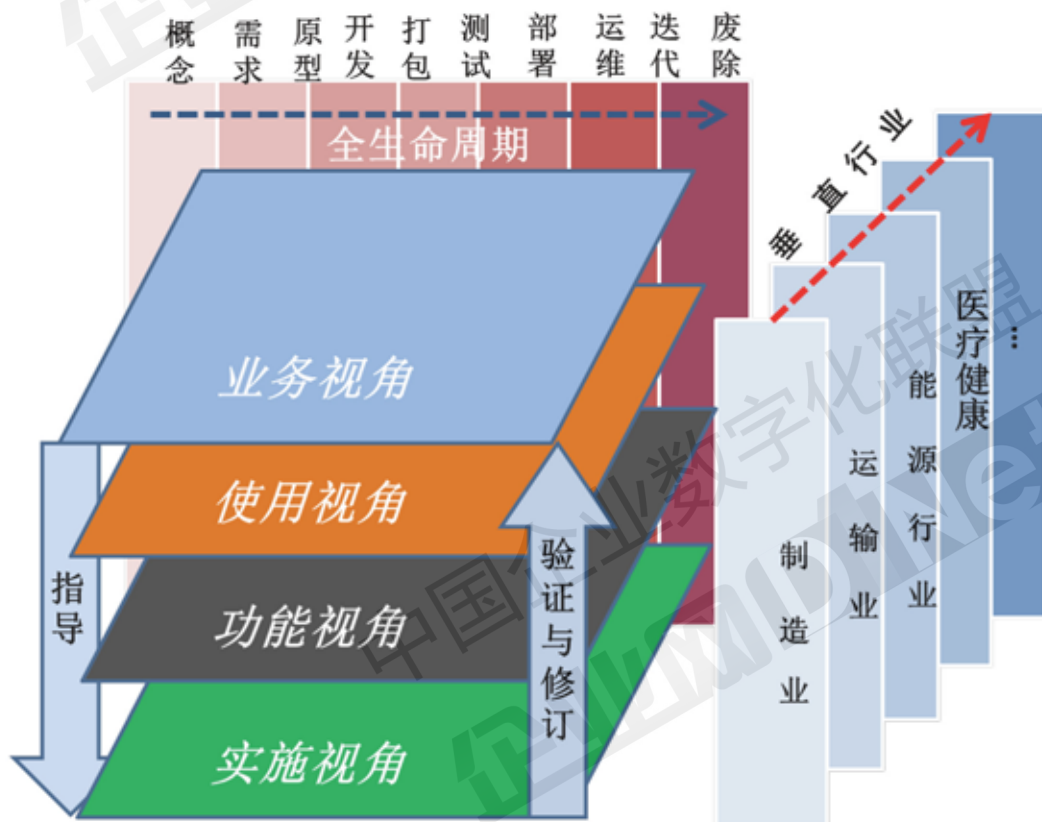 概念 需求 原型 开发 打包 测试 部署 运维 迭代 废除
全生命周期
垂直行业
业务视角
使用视角
功能视角
实施视角
指导
验证与修订
制造业
运输业
能源行业
医疗健康
...
中国企业数字化联盟